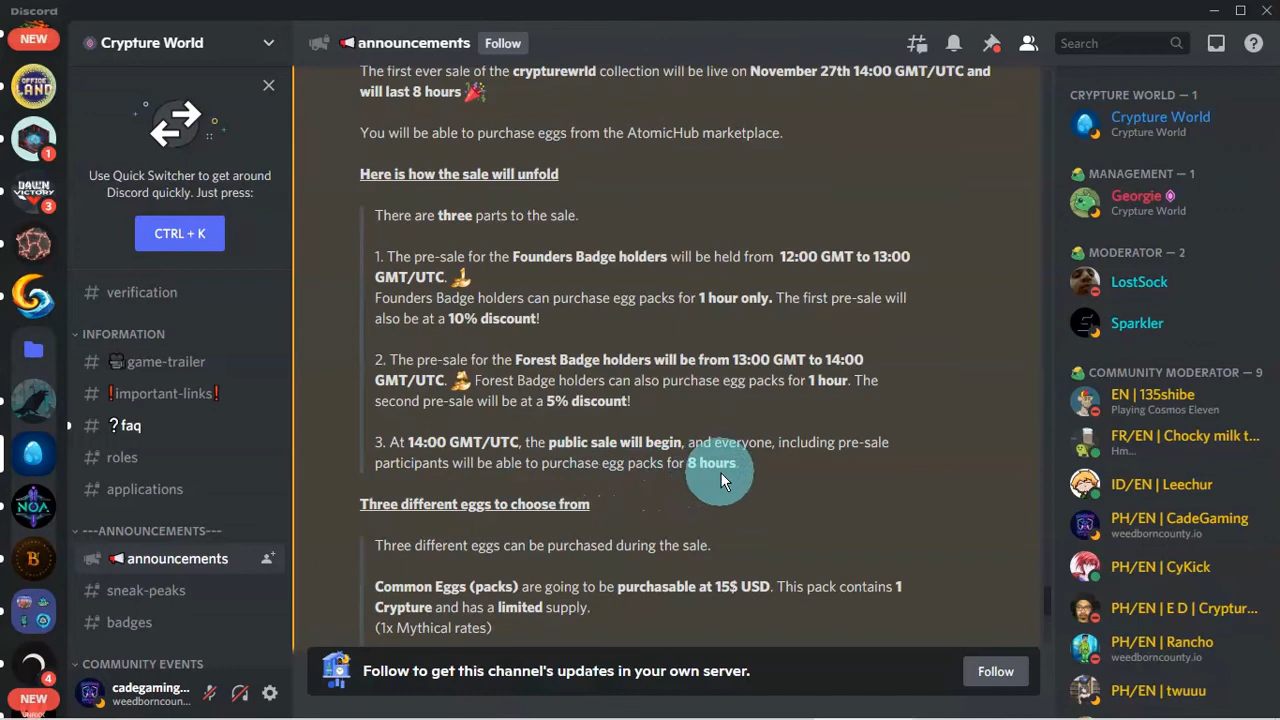 Discord
NEW
OFFICE
LAND
1
DAWN
VICTORY
3
NOA
B
4
NEW
Crypture World
Use Quick Switcher to get around
Discord quickly. Just press:
CTRL + K
verification
INFORMATION
game-trailer
❗important-links❗
❔faq
roles
applications
---ANNOUNCEMENTS---
announcements
sneak-peaks
badges
COMMUNITY EVENTS
cadegaming...
weedborncoun...
announcements
Follow
Search
The first ever sale of the crypturewrld collection will be live on November 27th 14:00 GMT/UTC and
will last 8 hours 🎉
You will be able to purchase eggs from the AtomicHub marketplace.
Here is how the sale will unfold
There are three parts to the sale.
1. The pre-sale for the Founders Badge holders will be held from 12:00 GMT to 13:00
GMT/UTC.
Founders Badge holders can purchase egg packs for 1 hour only. The first pre-sale will
also be at a 10% discount!
2. The pre-sale for the Forest Badge holders will be from 13:00 GMT to 14:00
GMT/UTC. Forest Badge holders can also purchase egg packs for 1 hour. The
second pre-sale will be at a 5% discount!
3. At 14:00 GMT/UTC, the public sale will begin, and everyone, including pre-sale
participants will be able to purchase egg packs for 8 hours.
Three different eggs to choose from
Three different eggs can be purchased during the sale.
Common Eggs (packs) are going to be purchasable at 15$ USD. This pack contains 1
Crypture and has a limited supply.
(1x Mythical rates)
Follow to get this channel's updates in your own server.
Follow
CRYPTURE WORLD — 1
Crypture World
Crypture World
MANAGEMENT — 1
Georgie
Crypture World
MODERATOR — 2
LostSock
Sparkler
COMMUNITY MODERATOR — 9
EN | 135shibe
Playing Cosmos Eleven
FR/EN | Chocky milk t...
Hm...
ID/EN | Leechur
PH/EN | CadeGaming
weedborncounty.io
PH/EN | CyKick
PH/EN | E D | Cryptur...
PH/EN | Rancho
weedborncounty.io
PH/EN | twuuu